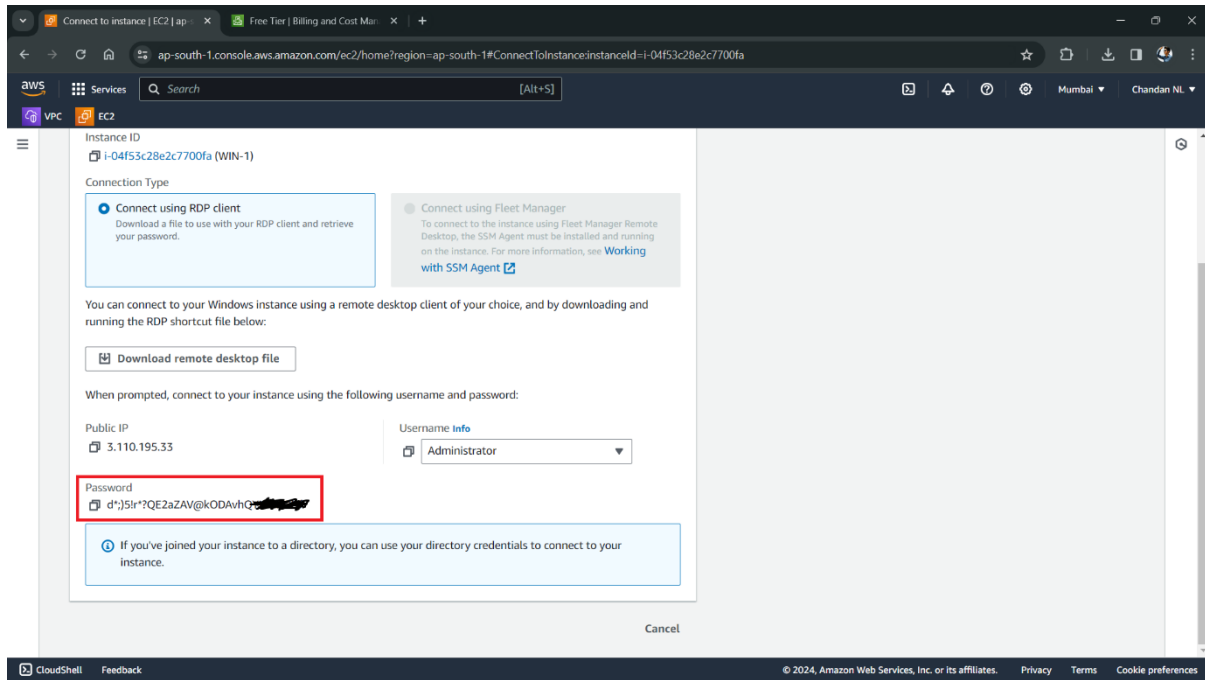 Connect to instance | EC2 | ap-s
Free Tier | Billing and Cost Man
ap-south-1.console.aws.amazon.com/ec2/home?region=ap-south-1#ConnectToInstance:instanceId=i-04f53c28e2c7700fa
aws Services Search [Alt+S] Mumbai Chandan NL
VPC EC2
Instance ID
i-04f53c28e2c7700fa (WIN-1)
Connection Type
Connect using RDP client
Download a file to use with your RDP client and retrieve
your password.
Connect using Fleet Manager
To connect to the instance using Fleet Manager Remote
Desktop, the SSM Agent must be installed and running
on the instance. For more information, see Working
with SSM Agent
You can connect to your Windows instance using a remote desktop client of your choice, and by downloading and
running the RDP shortcut file below:
Download remote desktop file
When prompted, connect to your instance using the following username and password:
Public IP
3.110.195.33
Username Info
Administrator
Password
d*;)5!r*?QE2aZAV@kODAvhQ
If you've joined your instance to a directory, you can use your directory credentials to connect to your
instance.
Cancel
CloudShell Feedback © 2024, Amazon Web Services, Inc. or its affiliates. Privacy Terms Cookie preferences